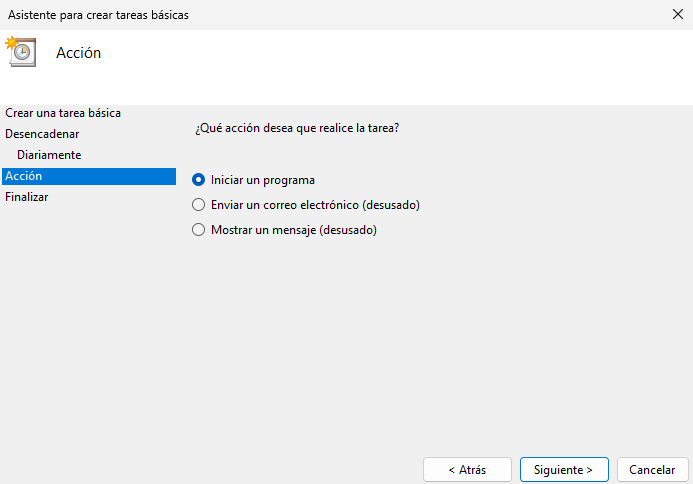 Asistente para crear tareas básicas
Acción
Crear una tarea básica
Desencadenar
Diariamente
Acción
Finalizar
¿Qué acción desea que realice la tarea?
Iniciar un programa
Enviar un correo electrónico (desusado)
Mostrar un mensaje (desusado)
< Atrás
Siguiente >
Cancelar